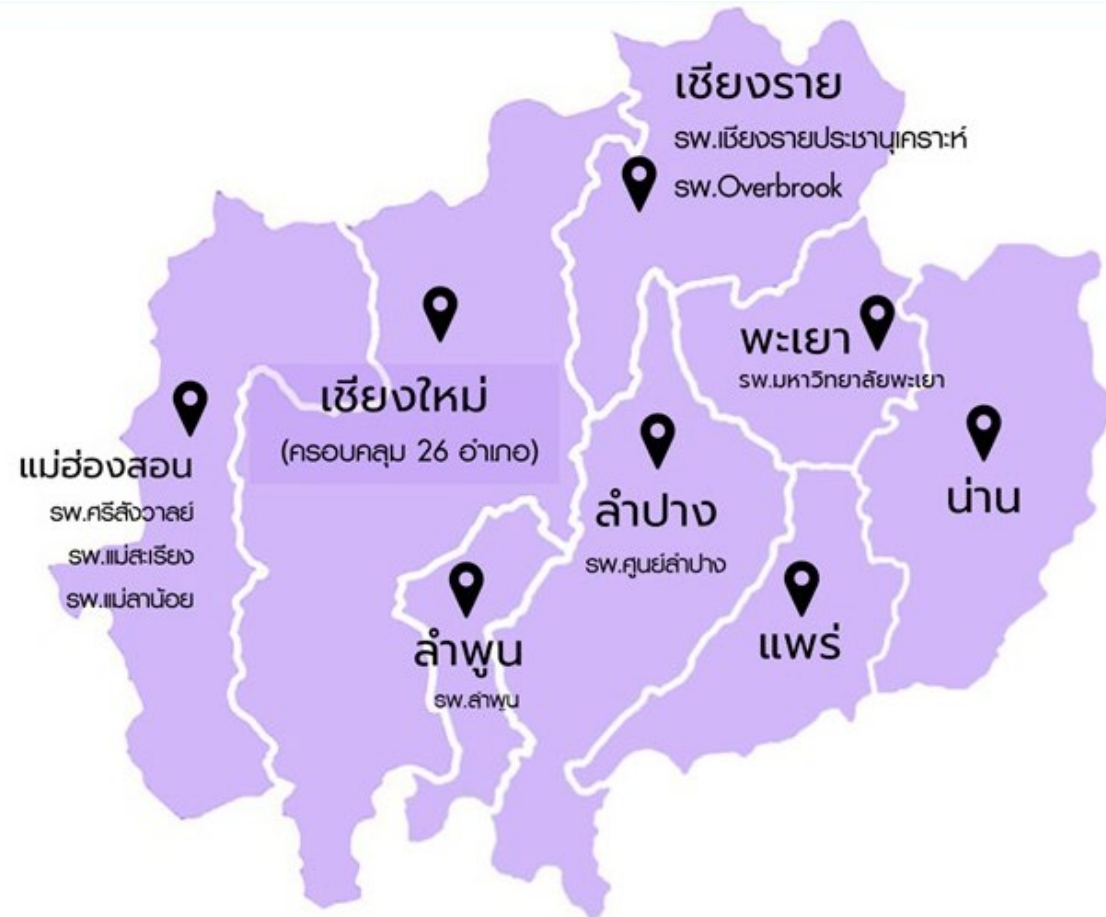 เชียงราย
รพ.เชียงรายประชานุเคราะห์
รพ.Overbrook
พะเยา
รพ.มหาวิทยาลัยพะเยา
เชียงใหม่
(ครอบคลุม 26 อำเภอ)
แม่ฮ่องสอน
รพ.ศรีสังวาลย์
รพ.แม่สะเรียง
รพ.แม่ลาน้อย
ลำปาง
รพ.ศูนย์ลำปาง
น่าน
ลำพูน
รพ.ลำพูน
แพร่